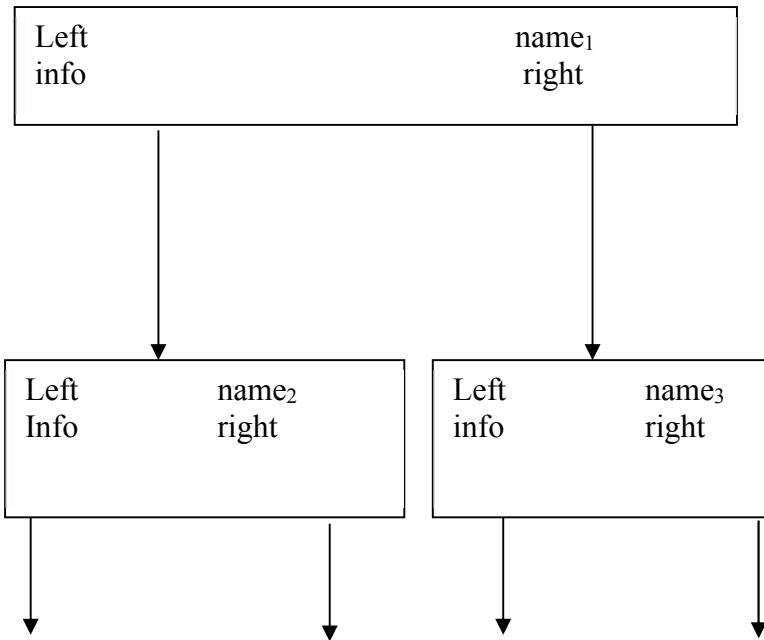 Left name₁
info right
Left name₂
Info right
Left name₃
info right